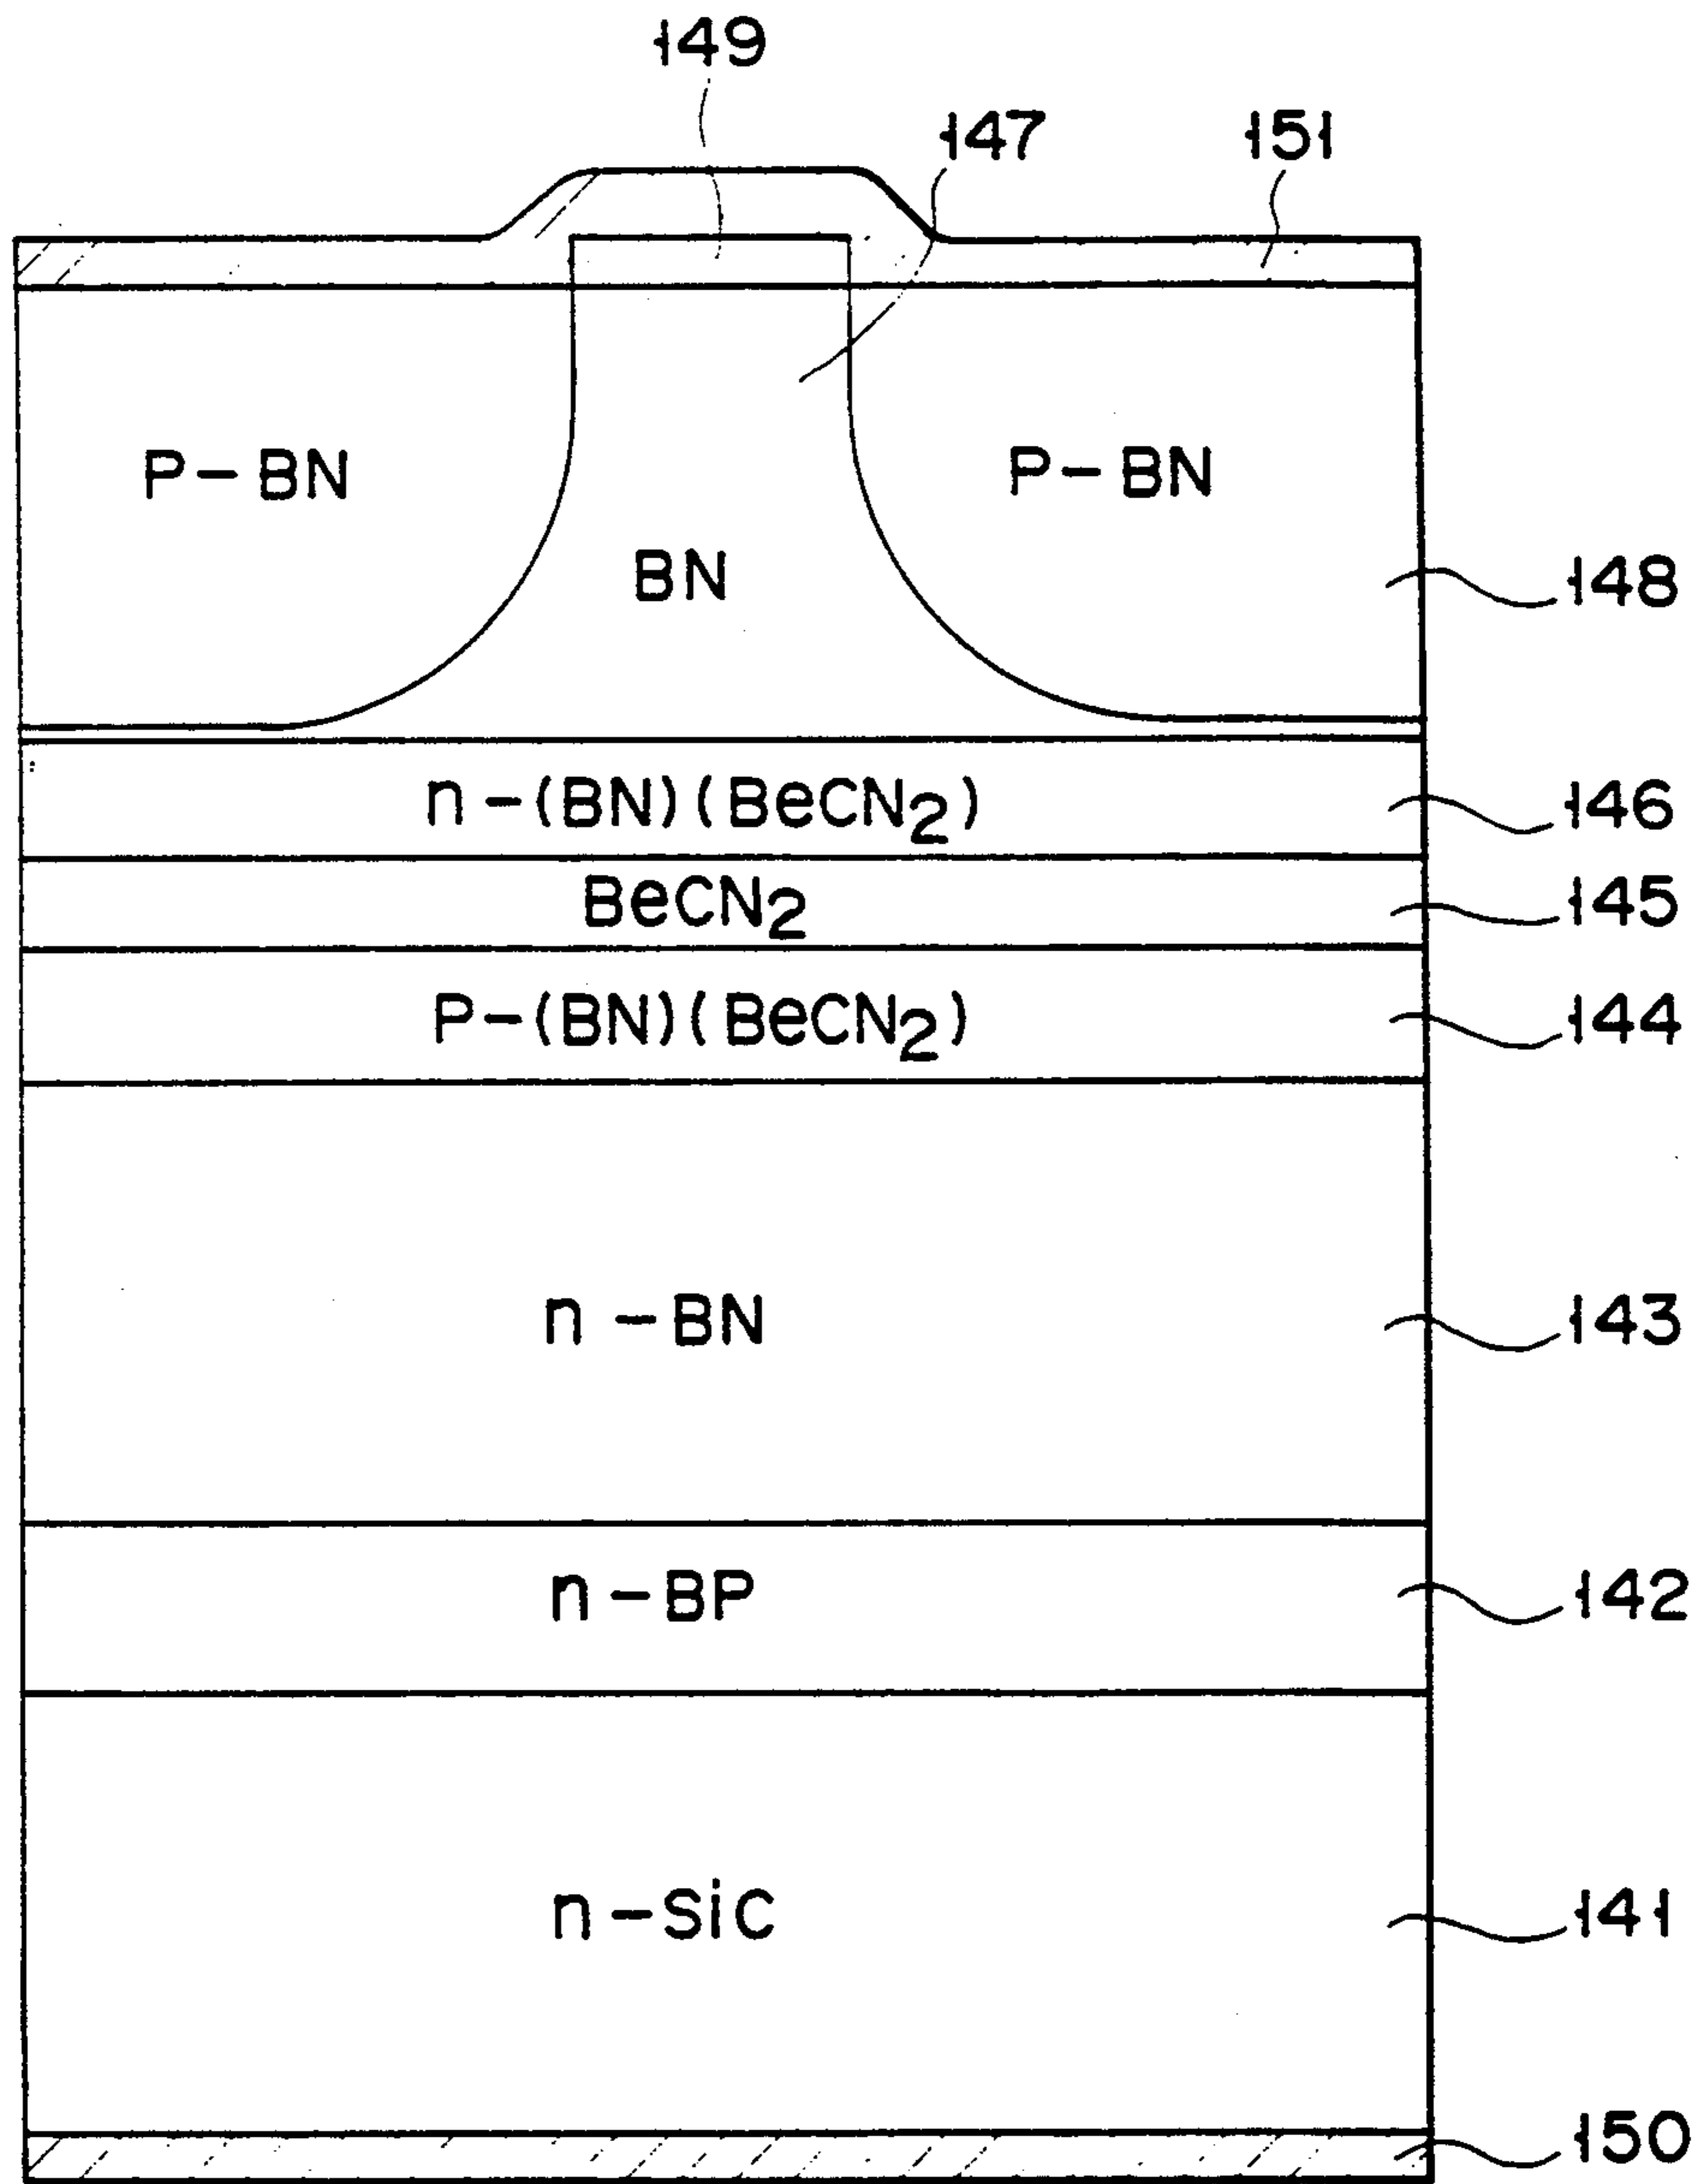 149
147
151
P-BN
P-BN
BN
148
n-(BN)(BeCN2)
146
BeCN2
145
P-(BN)(BeCN2)
144
n-BN
143
n-BP
142
n-SiC
141
150